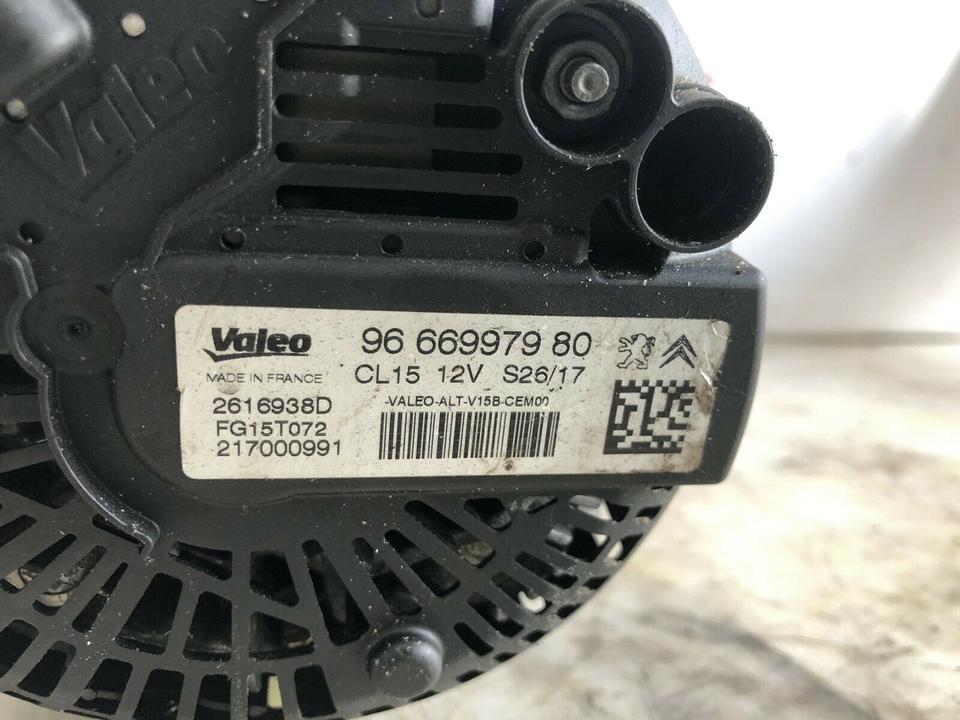 Valeo
Valeo
96 669979 80
MADE IN FRANCE
CL15 12V S26/17
2616938D
-VALEO-ALT-V15B-CEM00
FG15T072
217000991